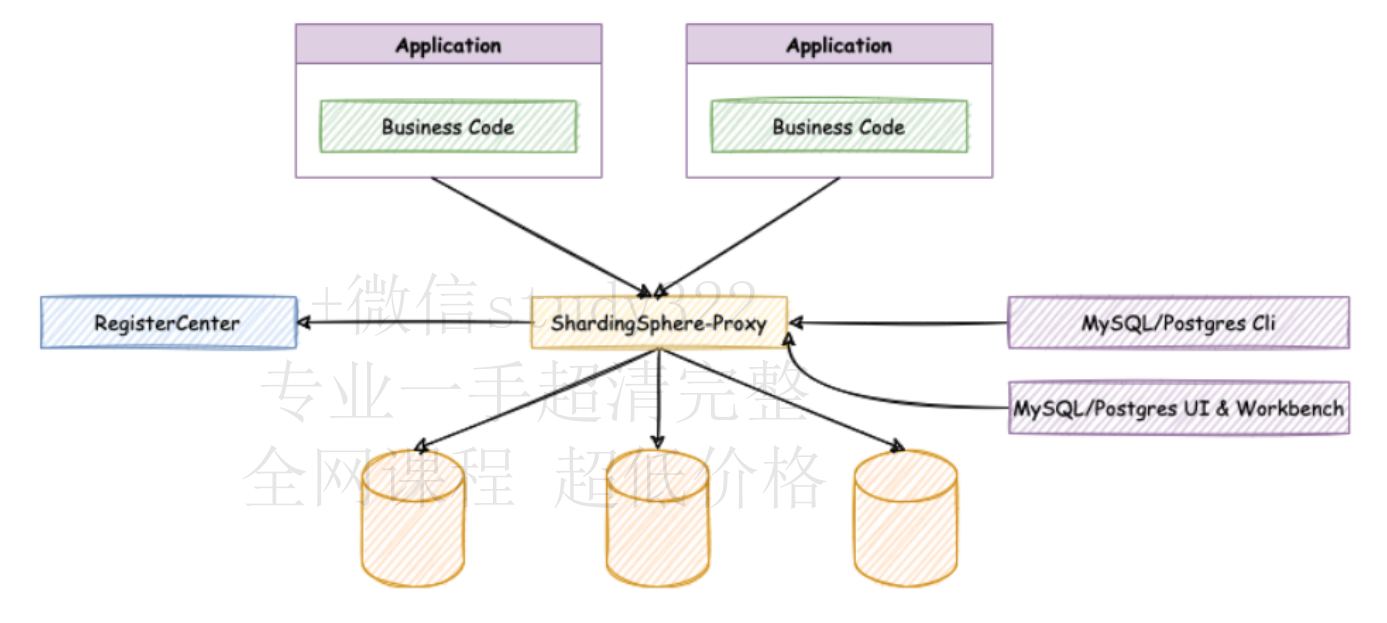 Application
Application
Business Code
Business Code
+微信study322
RegisterCenter
ShardingSphere-Proxy
MySQL/Postgres Cli
专业一手超清完整
MySQL/Postgres UI & Workbench
全网课程 超低价格